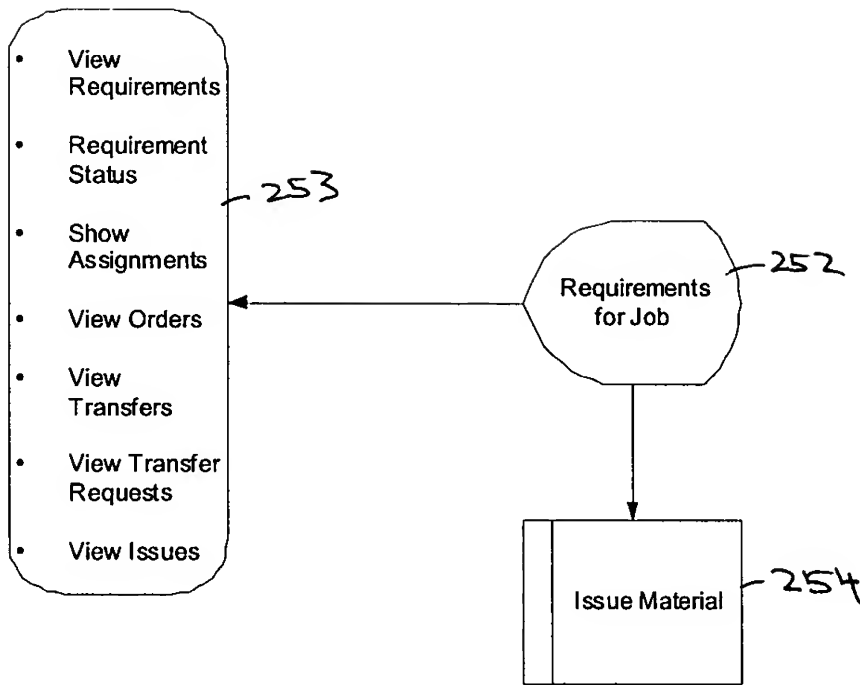 • View
Requirements
• Requirement
Status
• Show
Assignments
• View Orders
• View
Transfers
• View Transfer
Requests
• View Issues
253
Requirements
for Job
252
Issue Material
254